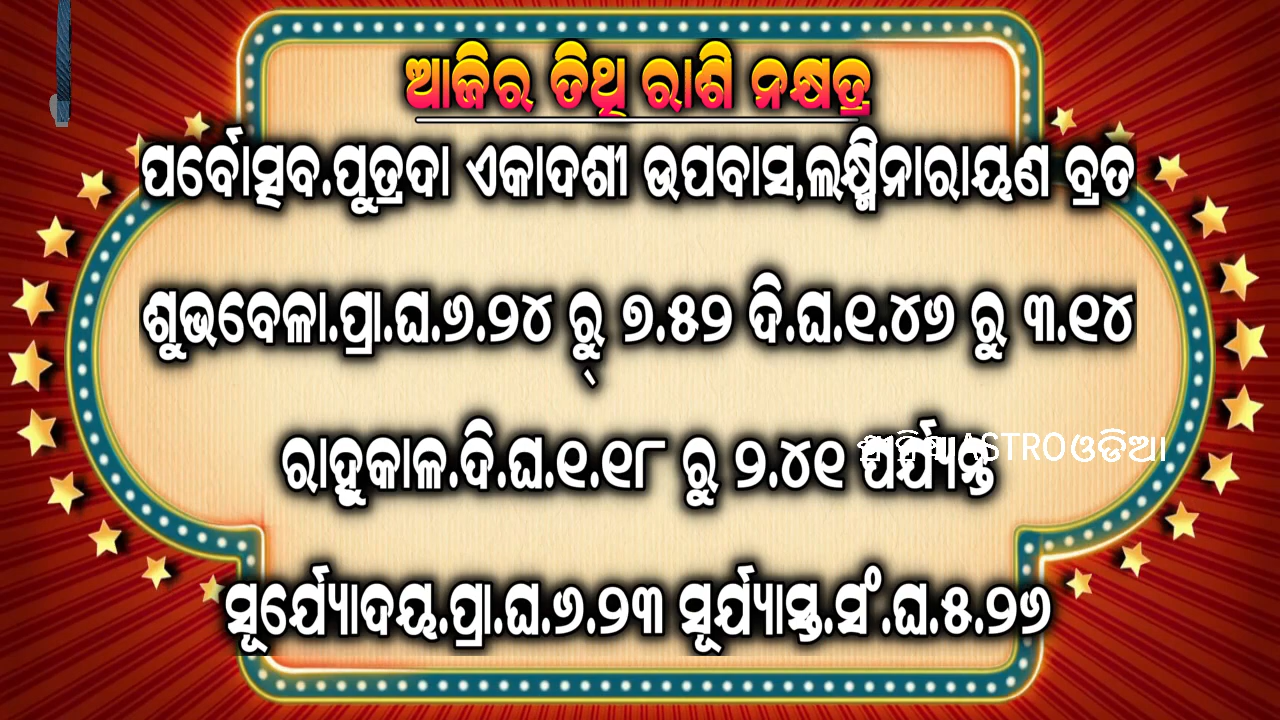 ଆଜିର ତିଥି ରାଶି ନକ୍ଷତ୍ର
ପର୍ବୋତ୍ସବ.ପୁତ୍ରଦା ଏକାଦଶୀ ଉପବାସ,ଲକ୍ଷ୍ମିନାରାୟଣ ବ୍ରତ
ଶୁଭବେଳା.ପ୍ରା.ଘ.୬.୨୪ ରୁ ୭.୫୨ ଦି.ଘ.୧.୪୬ ରୁ ୩.୧୪
ରାହୁକାଳ.ଦି.ଘ.୧.୧୮ ରୁ ୨.୪୧ ପର୍ଯ୍ୟନ୍ତ
ASTROଓଡିଆ
ସୂର୍ଯ୍ୟୋଦୟ.ପ୍ରା.ଘ.୬.୨୩ ସୂର୍ଯ୍ୟାସ୍ତ.ସଂ.ଘ.୫.୨୬